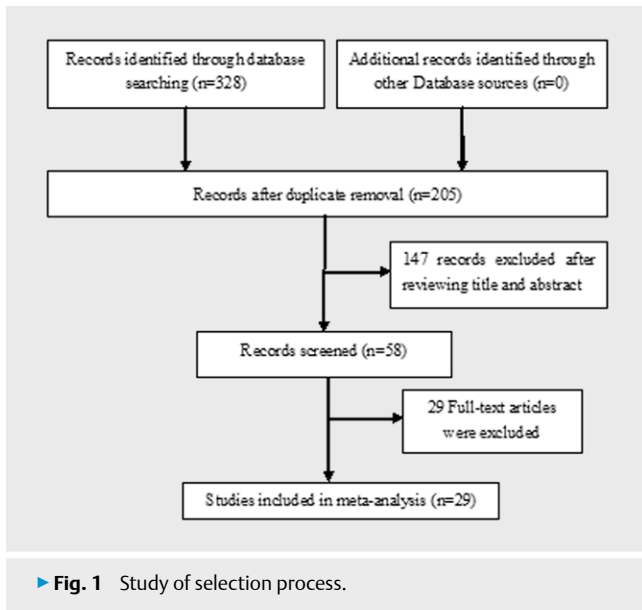 Records identified through database
searching (n=328)
Additional records identified through
other Database sources (n=0)
Records after duplicate removal (n=205)
147 records excluded after
reviewing title and abstract
Records screened (n=58)
29 Full-text articles
were excluded
Studies included in meta-analysis (n=29)
► Fig. 1 Study of selection process.